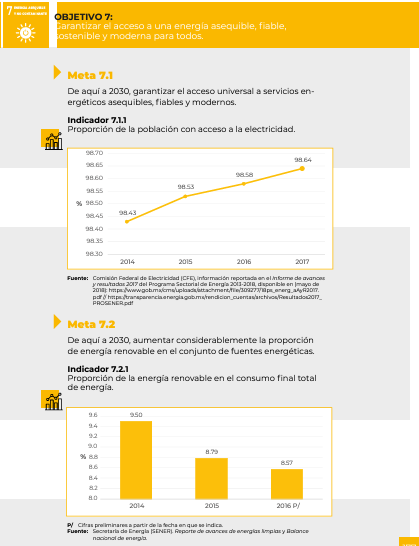 7 ENERGÍA ASEQUIBLE
Y NO CONTAMINANTE
OBJETIVO 7:
Garantizar el acceso a una energía asequible, fiable,
sostenible y moderna para todos.
Meta 7.1
De aquí a 2030, garantizar el acceso universal a servicios en-
ergéticos asequibles, fiables y modernos.
Indicador 7.1.1
Proporción de la población con acceso a la electricidad.
98.70
98.65
98.60
98.55
98.50
98.45
98.40
98.35
98.30
%
98.43
98.53
98.58
98.64
2014 2015 2016 2017
Fuente: Comisión Federal de Electricidad (CFE), información reportada en el Informe de avances
y resultados 2017 del Programa Sectorial de Energía 2013-2018, disponible en (mayo de
2018): https://www.gob.mx/cms/uploads/attachment/file/309277/18ps_energ_aAyR2017.
pdf // https://transparencia.energia.gob.mx/rendicion_cuentas/archivos/Resultados2017_
PROSENER.pdf
Meta 7.2
De aquí a 2030, aumentar considerablemente la proporción
de energía renovable en el conjunto de fuentes energéticas.
Indicador 7.2.1
Proporción de la energía renovable en el consumo final total
de energía.
9.6
9.4
9.2
9.0
8.8
8.6
8.4
8.2
8.0
%
9.50
8.79
8.57
2014 2015 2016 P/
P/ Cifras preliminares a partir de la fecha en que se indica.
Fuente: Secretaría de Energía (SENER). Reporte de avances de energías limpias y Balance
nacional de energía.